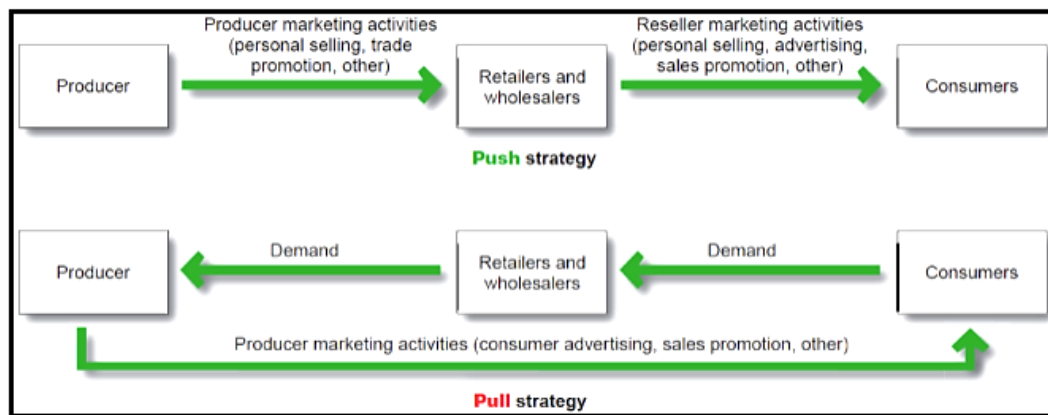 Producer marketing activities
(personal selling, trade
promotion, other)
Reseller marketing activities
(personal selling, advertising,
sales promotion, other)
Producer
Retailers and
wholesalers
Consumers
Push strategy
Demand
Demand
Producer
Retailers and
wholesalers
Consumers
Producer marketing activities (consumer advertising, sales promotion, other)
Pull strategy